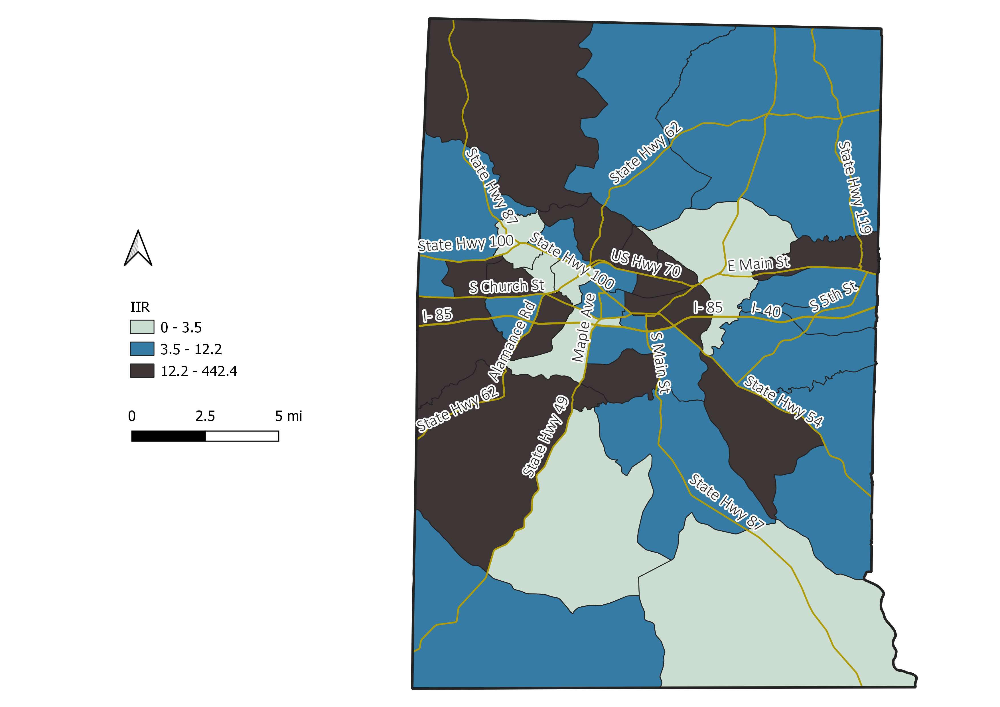 State Hwy 62
State Hwy 87
State Hwy 119
State Hwy 100
State Hwy 100
US Hwy 70
E Main St
S Church St
I- 85
Alamance Rd
Maple Ave
I- 85
I- 40
S 5th St
S Main St
State Hwy 62
State Hwy 49
State Hwy 54
State Hwy 87
IIR
0 - 3.5
3.5 - 12.2
12.2 - 442.4
0 2.5 5 mi